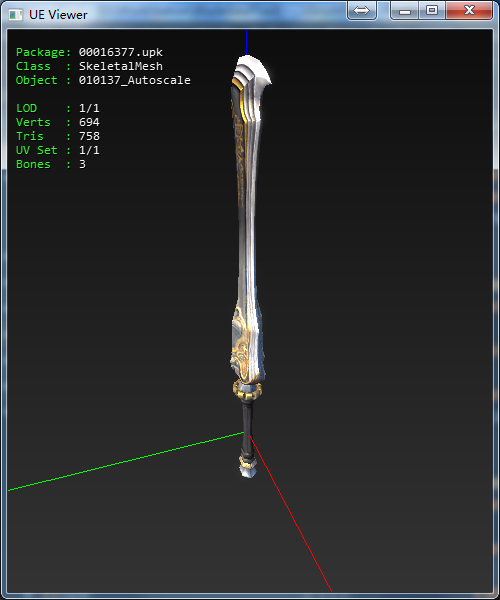 UE Viewer
Package: 00016377.upk
Class  : SkeletalMesh
Object : 010137_Autoscale
LOD    : 1/1
Verts  : 694
Tris   : 758
UV Set : 1/1
Bones  : 3